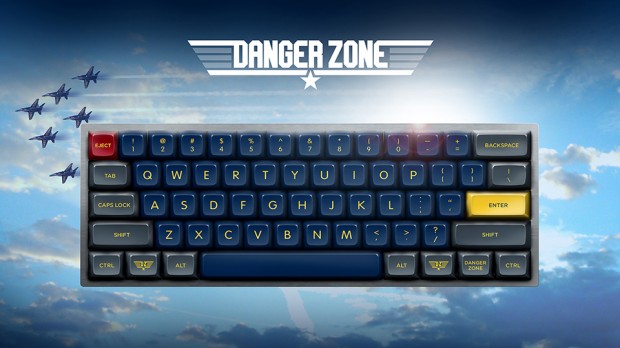 DANGER ZONE
EJECT ! 1 @ 2 # 3 $ 4 % 5 ^ 6 & 7 * 8 ( 9 ) 0 _ - + = BACKSPACE
TAB Q W E R T Y U I O P { [ } ] | \
CAPS LOCK A S D F G H J K L : ; " ' ENTER
SHIFT Z X C V B N M < , > . ? / SHIFT
CTRL ALT ALT DANGER ZONE CTRL